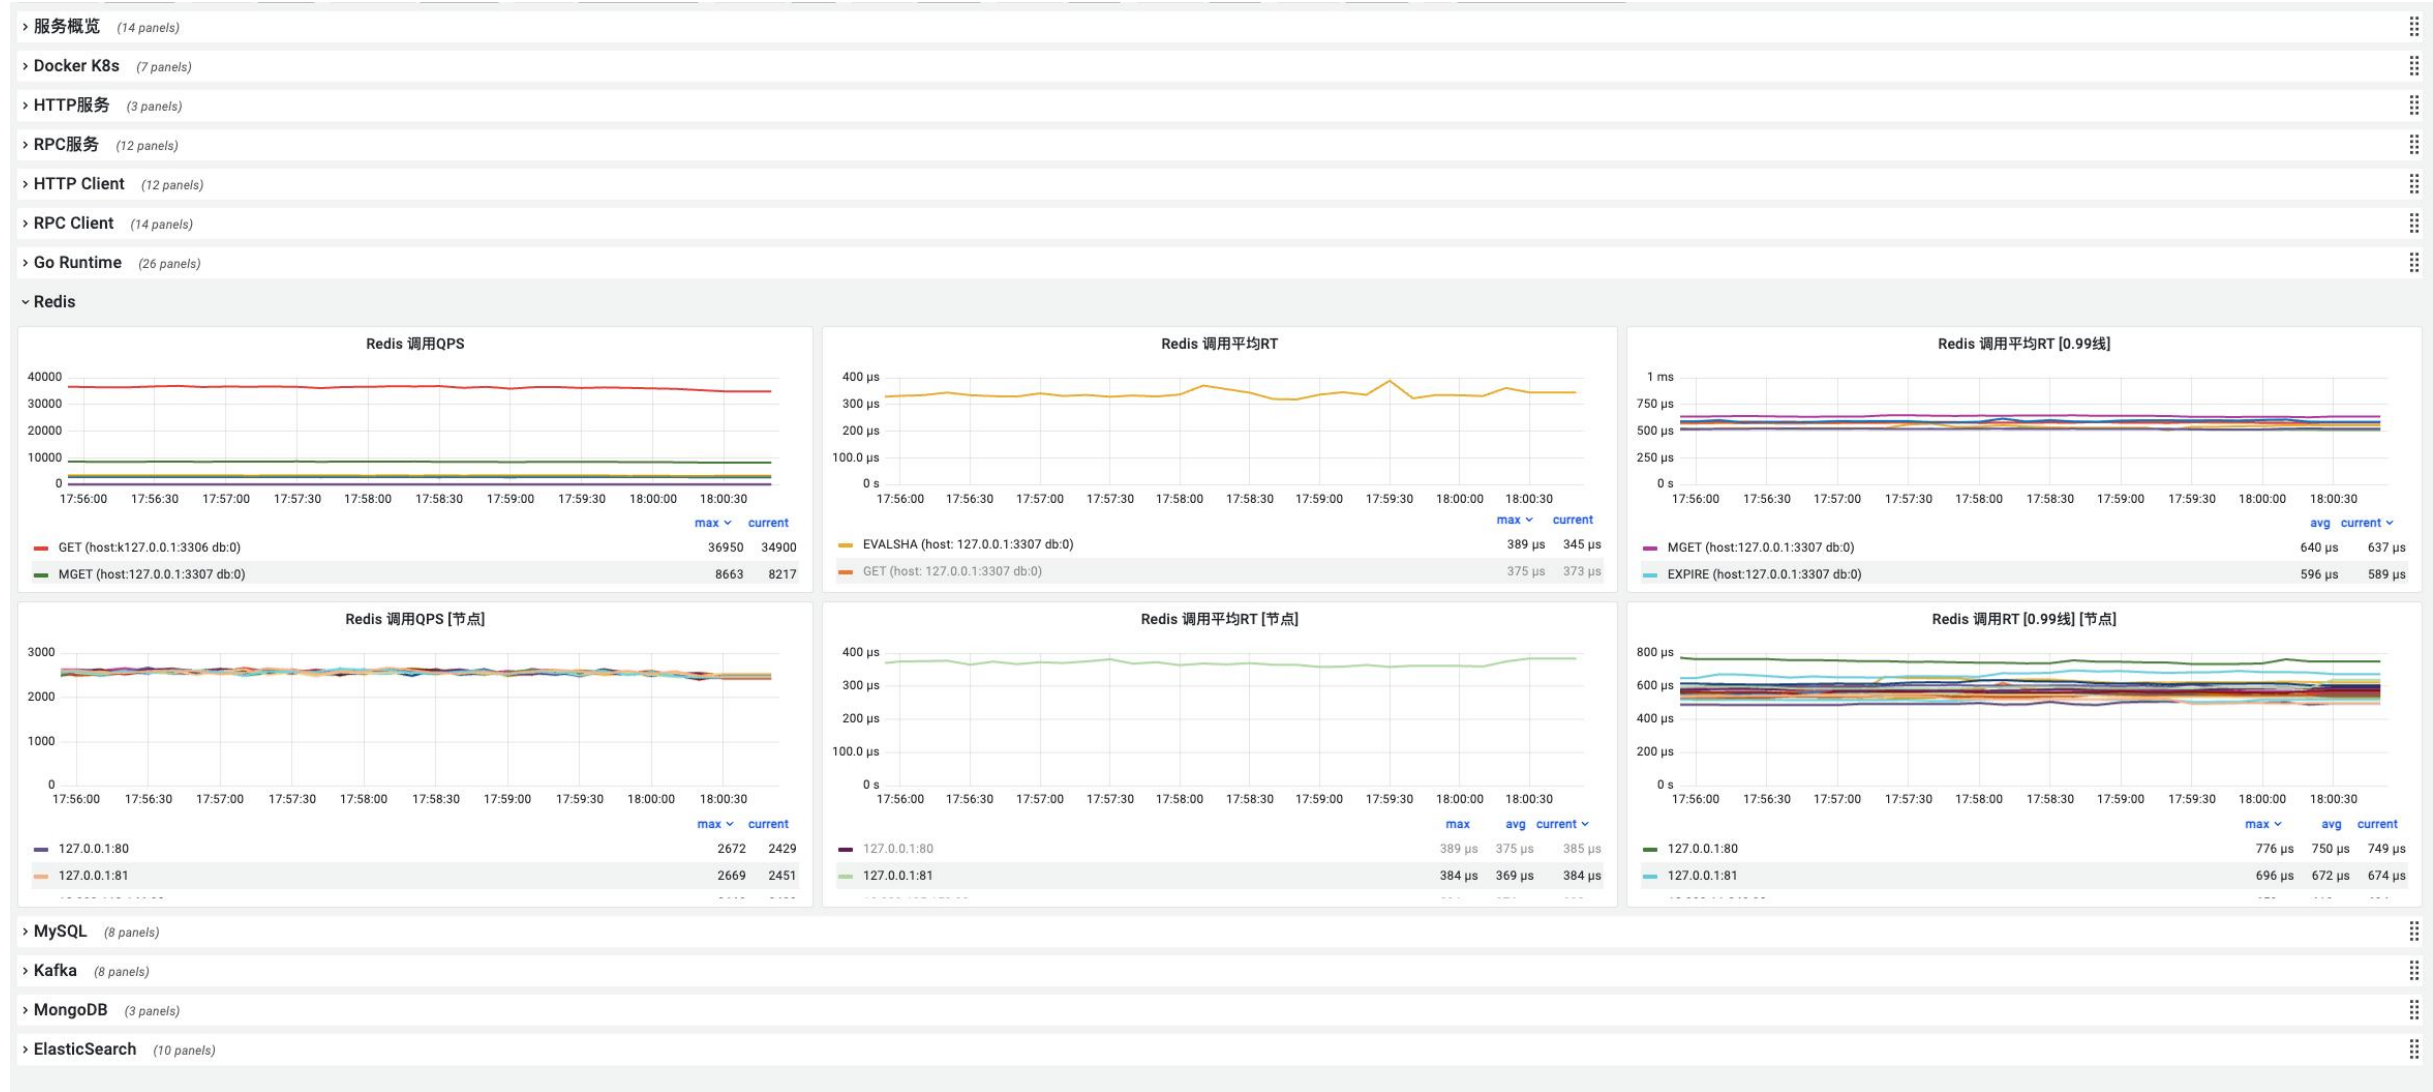 服务概览 (14 panels)
Docker K8s (7 panels)
HTTP服务 (3 panels)
RPC服务 (12 panels)
HTTP Client (12 panels)
RPC Client (14 panels)
Go Runtime (26 panels)
Redis
Redis 调用QPS
40000
30000
20000
10000
0
17:56:00 17:56:30 17:57:00 17:57:30 17:58:00 17:58:30 17:59:00 17:59:30 18:00:00 18:00:30
max current
GET (host:k127.0.0.1:3306 db:0) 36950 34900
MGET (host:127.0.0.1:3307 db:0) 8663 8217
Redis 调用平均RT
400 µs
300 µs
200 µs
100.0 µs
0 s
17:56:00 17:56:30 17:57:00 17:57:30 17:58:00 17:58:30 17:59:00 17:59:30 18:00:00 18:00:30
max current
EVALSHA (host: 127.0.0.1:3307 db:0) 389 µs 345 µs
GET (host: 127.0.0.1:3307 db:0) 375 µs 373 µs
Redis 调用平均RT [0.99线]
1 ms
750 µs
500 µs
250 µs
0 s
17:56:00 17:56:30 17:57:00 17:57:30 17:58:00 17:58:30 17:59:00 17:59:30 18:00:00 18:00:30
avg current
MGET (host:127.0.0.1:3307 db:0) 640 µs 637 µs
EXPIRE (host:127.0.0.1:3307 db:0) 596 µs 589 µs
Redis 调用QPS [节点]
3000
2000
1000
0
17:56:00 17:56:30 17:57:00 17:57:30 17:58:00 17:58:30 17:59:00 17:59:30 18:00:00 18:00:30
max current
127.0.0.1:80 2672 2429
127.0.0.1:81 2669 2451
Redis 调用平均RT [节点]
400 µs
300 µs
200 µs
100.0 µs
0 s
17:56:00 17:56:30 17:57:00 17:57:30 17:58:00 17:58:30 17:59:00 17:59:30 18:00:00 18:00:30
max avg current
127.0.0.1:80 389 µs 375 µs 385 µs
127.0.0.1:81 384 µs 369 µs 384 µs
Redis 调用RT [0.99线] [节点]
800 µs
600 µs
400 µs
200 µs
0 s
17:56:00 17:56:30 17:57:00 17:57:30 17:58:00 17:58:30 17:59:00 17:59:30 18:00:00 18:00:30
max avg current
127.0.0.1:80 776 µs 750 µs 749 µs
127.0.0.1:81 696 µs 672 µs 674 µs
MySQL (8 panels)
Kafka (8 panels)
MongoDB (3 panels)
ElasticSearch (10 panels)